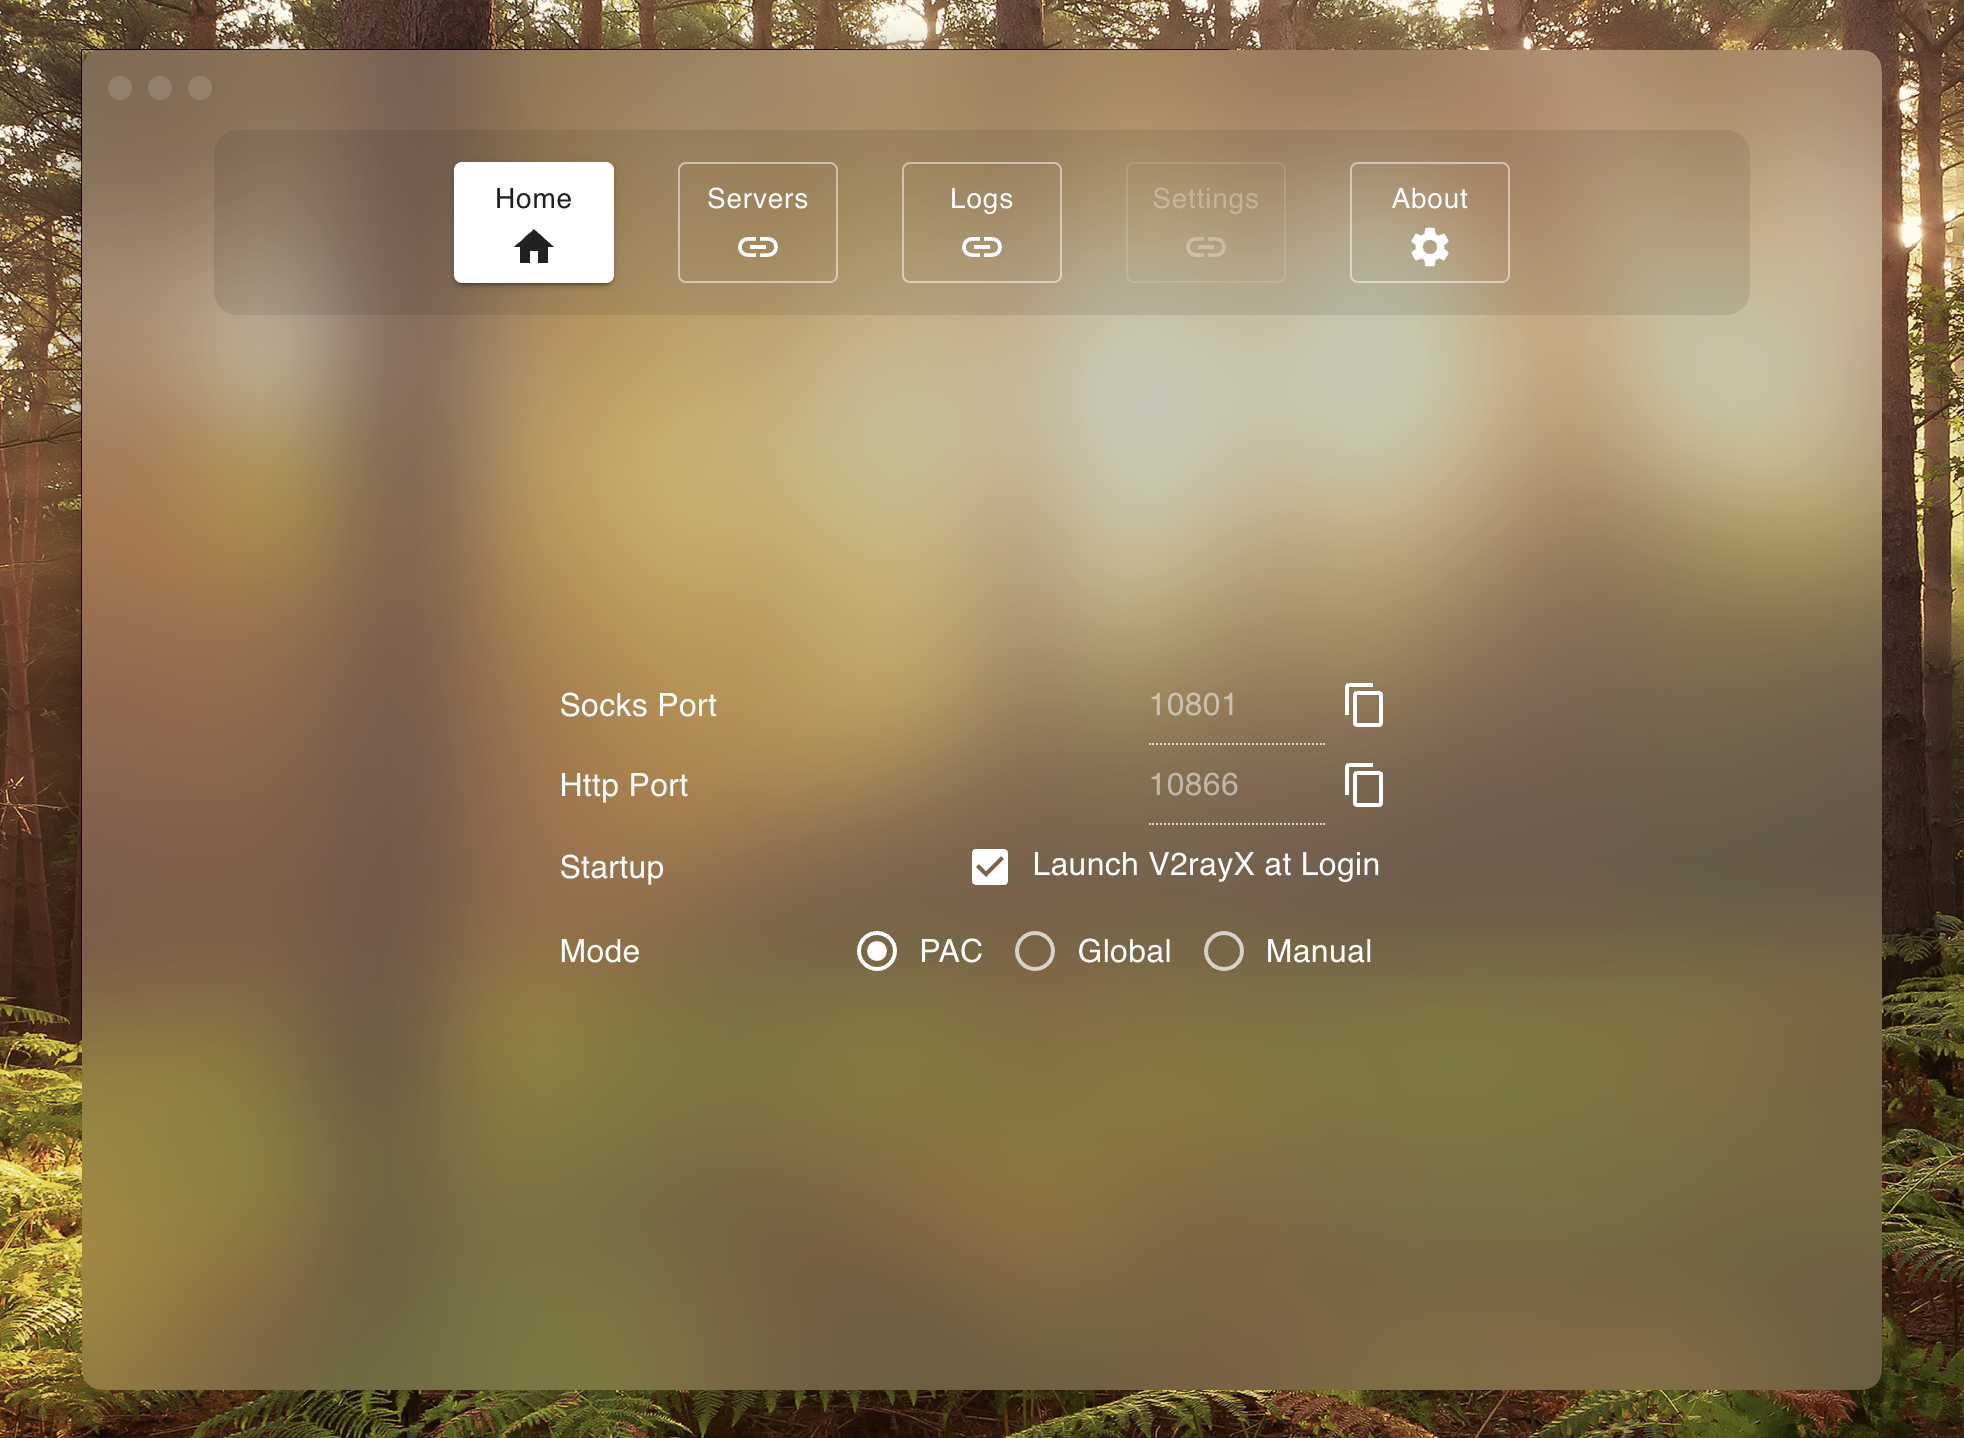 Home
Servers
Logs
Settings
About
Socks Port 10801
Http Port 10866
Startup Launch V2rayX at Login
Mode PAC Global Manual